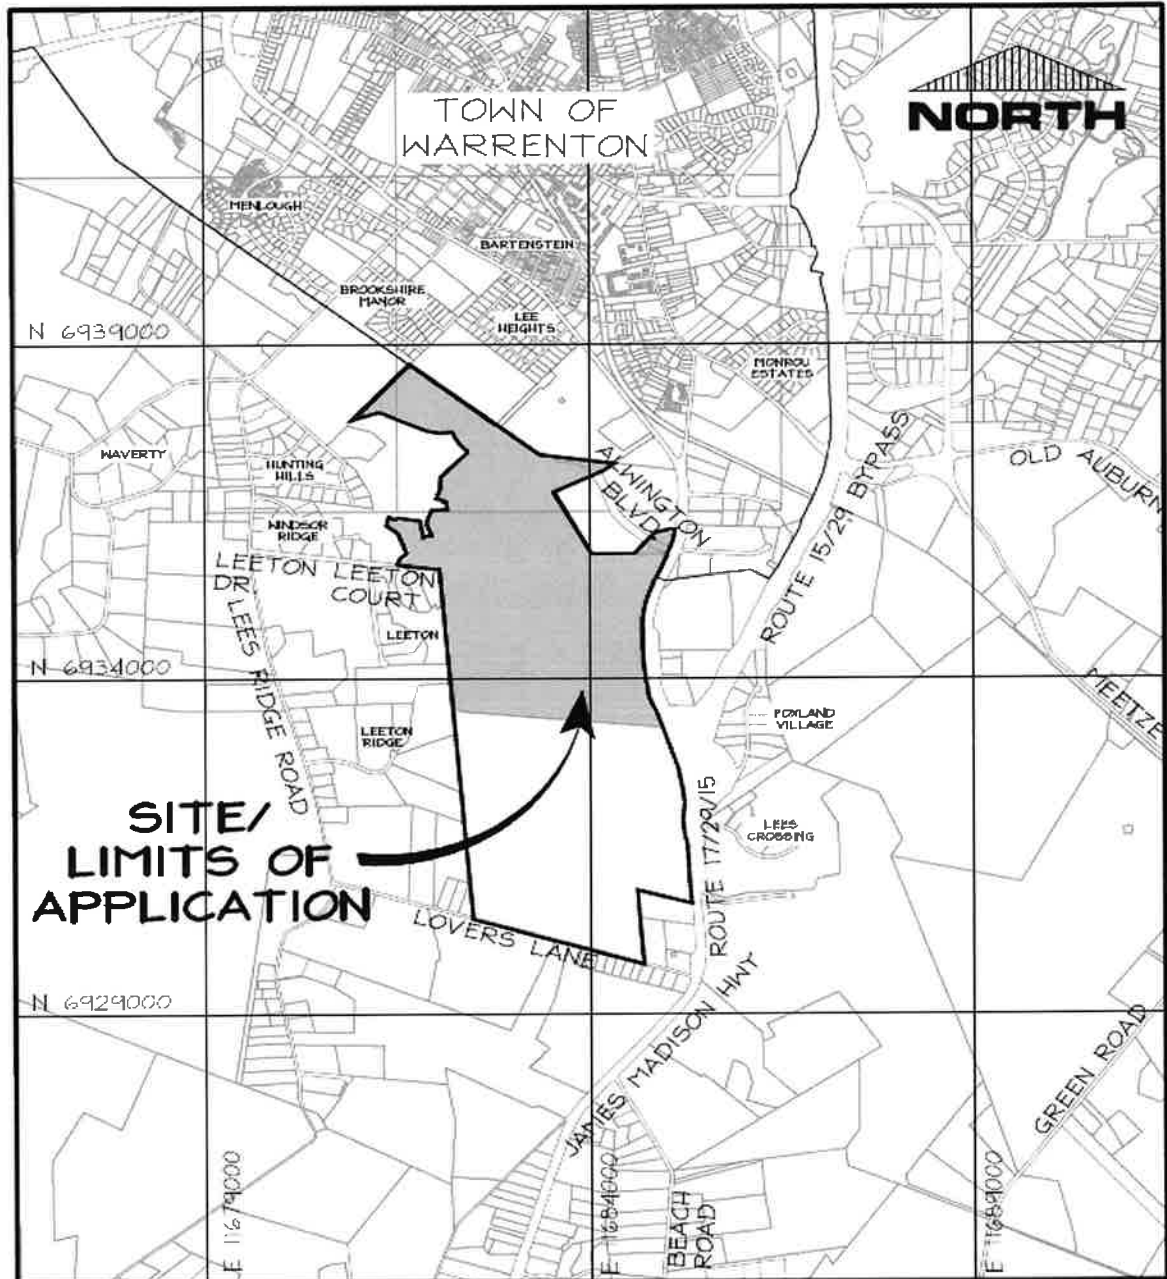 TOWN OF
WARRENTON
NORTH
MENLOUGH
BARTENSTEIN
BROOKSHIRE
MANOR
LEE
HEIGHTS
N 6939000
MONROU
ESTATES
WAVERTY
HUNTING
HILLS
ALWINGTON
BLVD
ROUTE 15/29 BYPASS
OLD AUBURN
WINDSOR
RIDGE
LEETON
DR
LEETON
COURT
LEETON
N 6934000
LEES RIDGE ROAD
MEETZE
FOXLAND
VILLAGE
LEETON
RIDGE
SITE/
LIMITS OF
APPLICATION
LEES
CROSSING
ROUTE 17/29/15
LOVERS LANE
N 6929000
JAMES MADISON HWY
GREEN ROAD
E 11679000
E 11684000
BEACH
ROAD
E 11689000